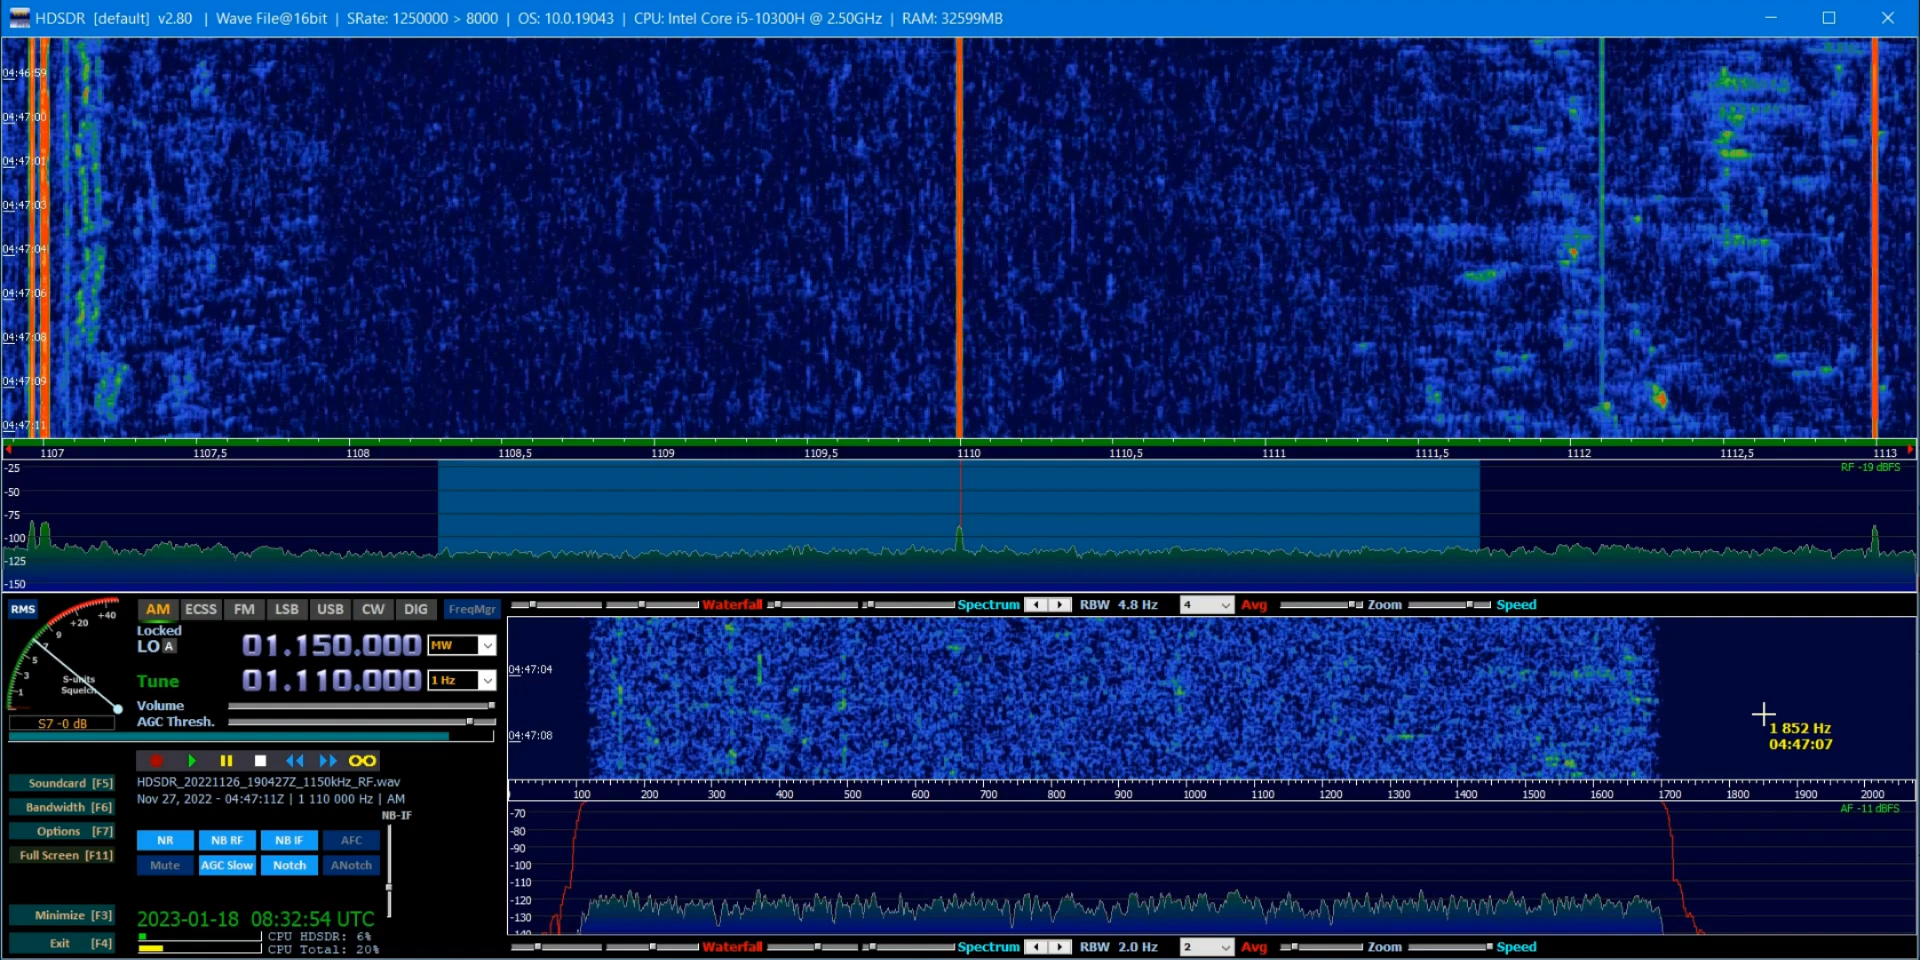 HDSDR [default] v2.80 | Wave File@16bit | SRate: 1250000 > 8000 | OS: 10.0.19043 | CPU: Intel Core i5-10300H @ 2.50GHz | RAM: 32599MB
04:46:59
04:47:00
04:47:01
04:47:03
04:47:04
04:47:06
04:47:08
04:47:09
04:47:11
1107 1107,5 1108 1108,5 1109 1109,5 1110 1110,5 1111 1111,5 1112 1112,5 1113
RF -19 dBFS
-25
-50
-75
-100
-125
-150
RMS
+40
+20
9
7
5
3
1
S-units
Squelch
S7 -0 dB
AM ECSS FM LSB USB CW DIG FreqMgr
Locked
LO A 01.150.000 MW
Tune 01.110.000 1 Hz
Volume
AGC Thresh.
HDSDR_20221126_190427Z_1150kHz_RF.wav
Nov 27, 2022 - 04:47:11Z | 1 110 000 Hz | AM
NB-IF
Soundcard [F5]
Bandwidth [F6]
Options [F7]
Full Screen [F11]
Minimize [F3]
Exit [F4]
NR NB RF NB IF AFC
Mute AGC Slow Notch ANotch
2023-01-18 08:32:54 UTC
CPU HDSDR: 6%
CPU Total: 20%
Waterfall Spectrum RBW 4.8 Hz 4 Avg Zoom Speed
04:47:04
04:47:08
1 852 Hz
04:47:07
100 200 300 400 500 600 700 800 900 1000 1100 1200 1300 1400 1500 1600 1700 1800 1900 2000
AF -11 dBFS
-70
-80
-90
-100
-110
-120
-130
Waterfall Spectrum RBW 2.0 Hz 2 Avg Zoom Speed